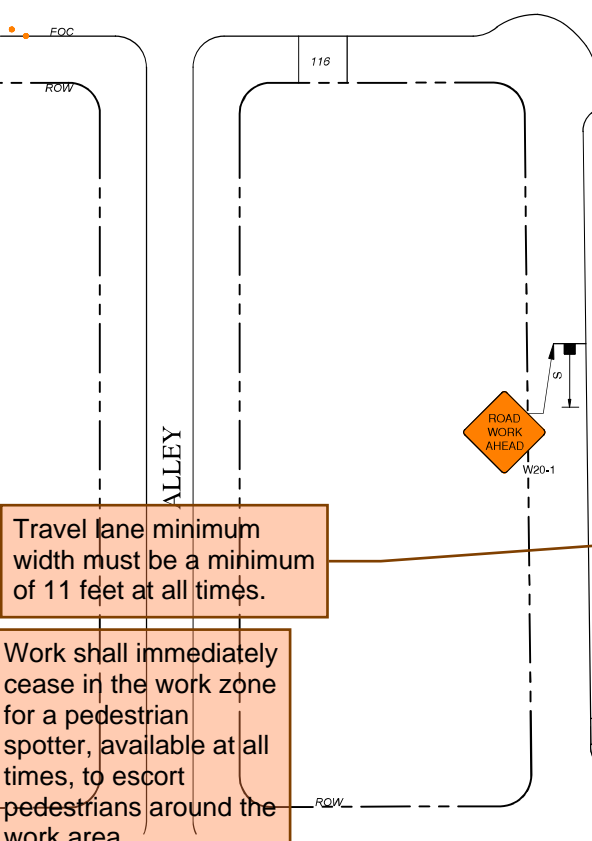 FOC
ROW
116
S
ROAD
WORK
AHEAD
W20-1
ALLEY
Travel lane minimum
width must be a minimum
of 11 feet at all times.
Work shall immediately
cease in the work zone
for a pedestrian
spotter, available at all
times, to escort
pedestrians around the
work area
ROW